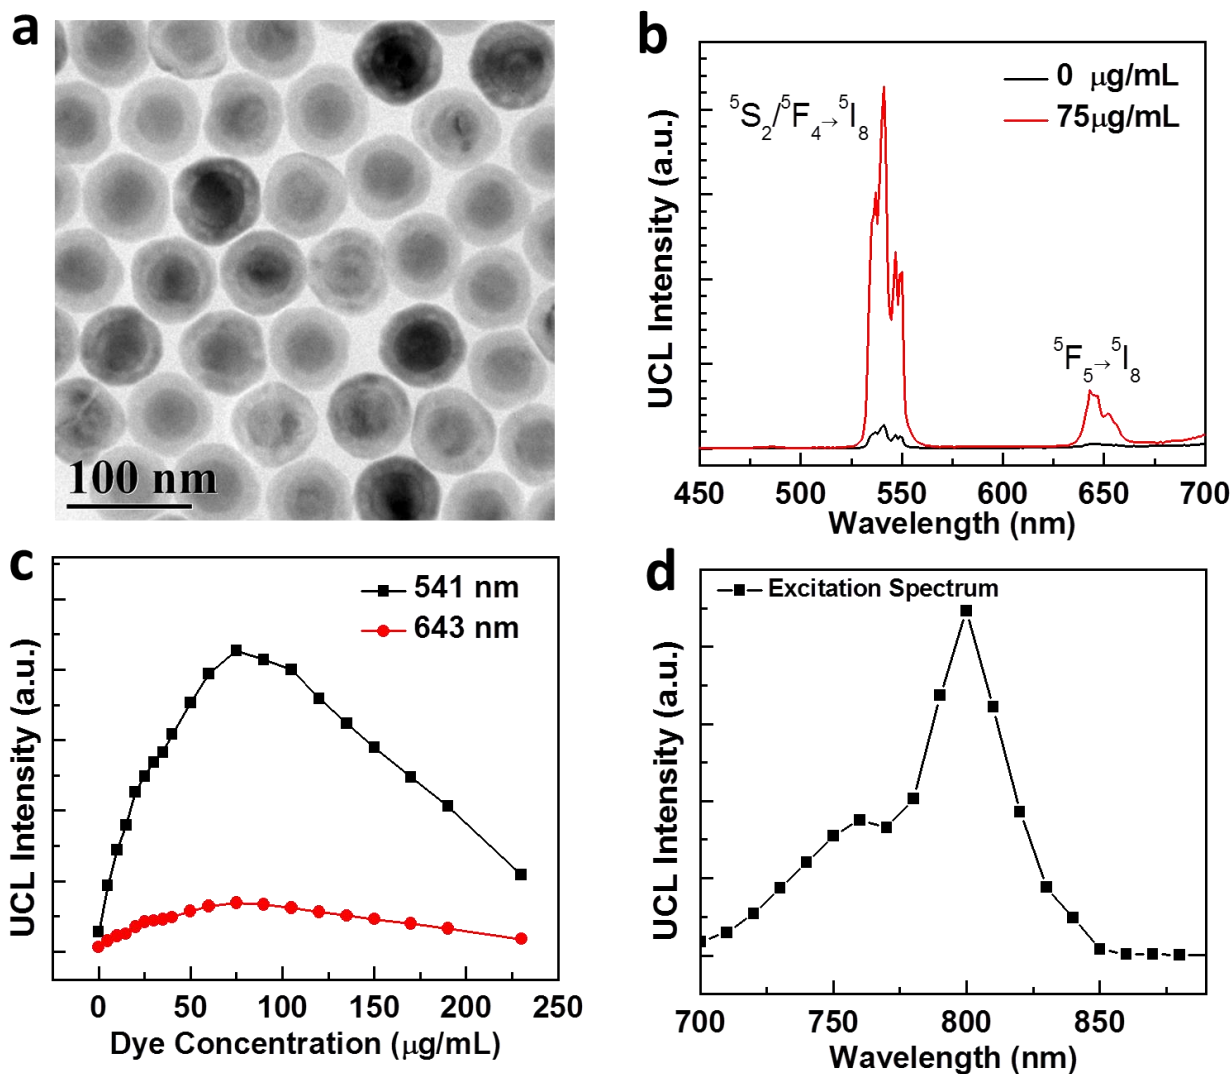 a
100 nm
b
0 μg/mL
75μg/mL
⁵S₂/⁵F₄→⁵I₈
⁵F₅→⁵I₈
UCL Intensity (a.u.)
450 500 550 600 650 700
Wavelength (nm)
c
541 nm
643 nm
UCL Intensity (a.u.)
0 50 100 150 200 250
Dye Concentration (μg/mL)
d
Excitation Spectrum
UCL Intensity (a.u.)
700 750 800 850
Wavelength (nm)